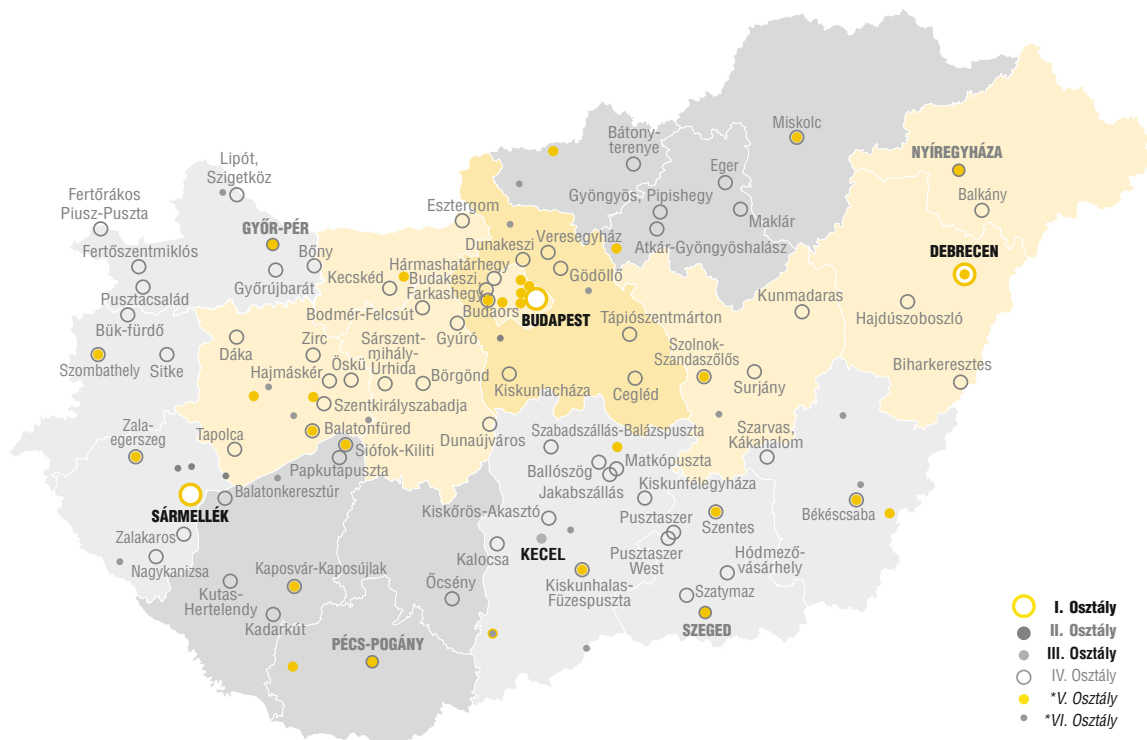 Miskolc
Bátony-
terenye
Eger
NYÍREGYHÁZA
Lipót,
Szigetköz
Gyöngyös, Pipishegy
Balkány
Fertőrákos
Piusz-Puszta
Esztergom
Maklár
GYŐR-PÉR
Dunakeszi
Veresegyház
Atkár-Gyöngyöshalász
DEBRECEN
Fertőszentmiklós
Bőny
Hármashatárhegy
Gödöllő
Kecskéd
Budakeszi,
Farkashegy
Győrújbarát
Pusztacsalád
Kunmadaras
Bodmér-Felcsút
Budaörs
BUDAPEST
Tápiószentmárton
Hajdúszoboszló
Bük-fürdő
Dáka
Zirc
Sárszent-
mihály-
Úrhida
Gyúró
Szolnok-
Szandaszőlős
Szombathely
Sitke
Hajmáskér
Öskü
Börgönd
Kiskunlacháza
Cegléd
Surjány
Biharkeresztes
Szentkirályszabadja
Balatonfüred
Dunaújváros
Szabadszállás-Balázspuszta
Szarvas,
Kákahalom
Zala-
egerszeg
Tapolca
Siófok-Kiliti
Papkutapuszta
Ballószög
Matkópuszta
Jakabszállás
Kiskunfélegyháza
Balatonkeresztúr
SÁRMELLÉK
Kiskőrös-Akasztó
Pusztaszer
Szentes
Békéscsaba
Zalakaros
Kalocsa
KECEL
Pusztaszer
West
Hódmező-
vásárhely
Nagykanizsa
Kaposvár-Kaposújlak
Őcsény
Kiskunhalas-
Füzespuszta
Szatymaz
Kutas-
Hertelendy
Kadarkút
SZEGED
PÉCS-POGÁNY
I. Osztály
II. Osztály
III. Osztály
IV. Osztály
*V. Osztály
*VI. Osztály